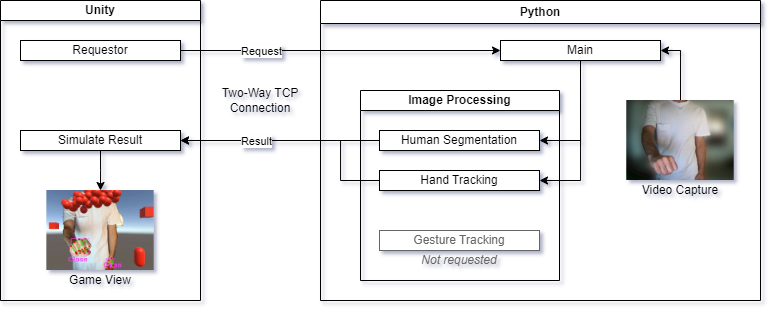 Unity
Python
Requestor
Request
Main
Two-Way TCP
Connection
Image Processing
Simulate Result
Result
Human Segmentation
Hand Tracking
Video Capture
Gesture Tracking
Not requested
Game View